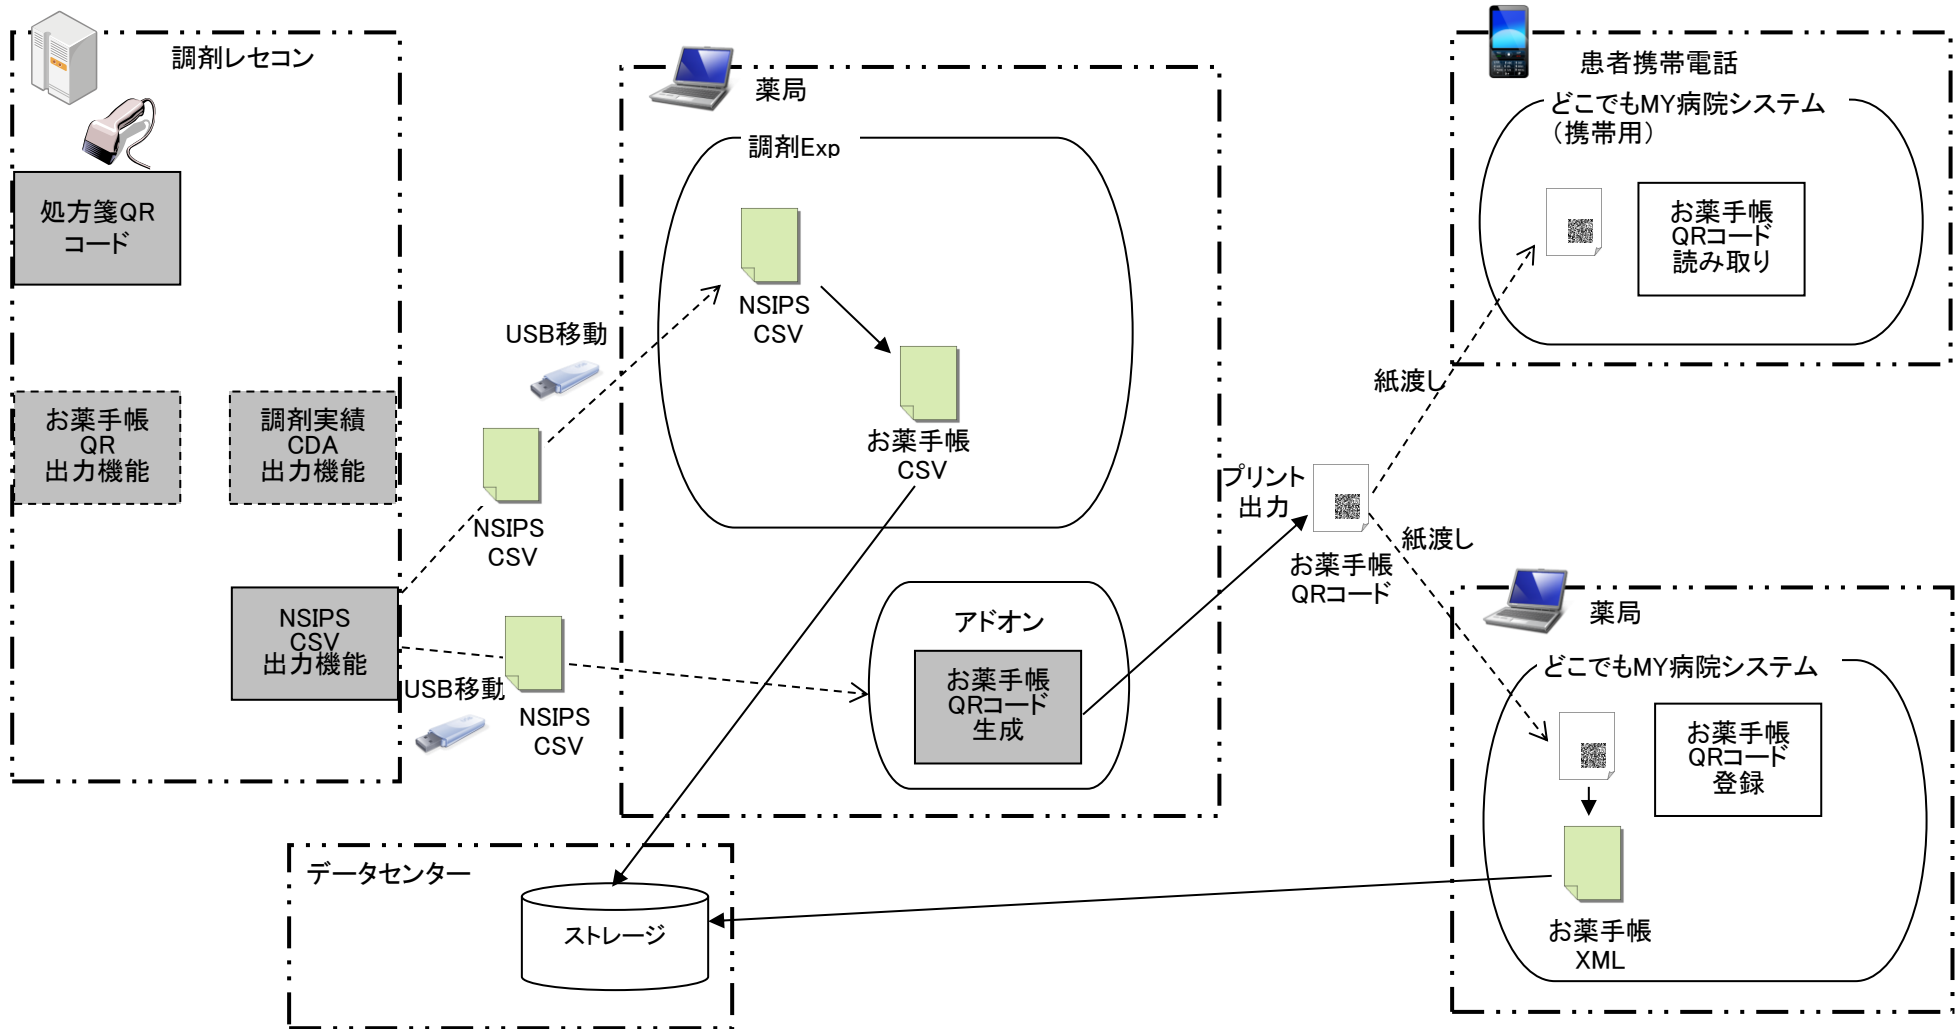 調剤レセコン
処方箋QR
コード
お薬手帳
QR
出力機能
調剤実績
CDA
出力機能
NSIPS
CSV
出力機能
USB移動
NSIPS
CSV
USB移動
NSIPS
CSV
薬局
調剤Exp
NSIPS
CSV
お薬手帳
CSV
アドオン
お薬手帳
QRコード
生成
データセンター
ストレージ
プリント
出力
お薬手帳
QRコード
紙渡し
紙渡し
患者携帯電話
どこでもMY病院システム
(携帯用)
お薬手帳
QRコード
読み取り
薬局
どこでもMY病院システム
お薬手帳
QRコード
登録
お薬手帳
XML